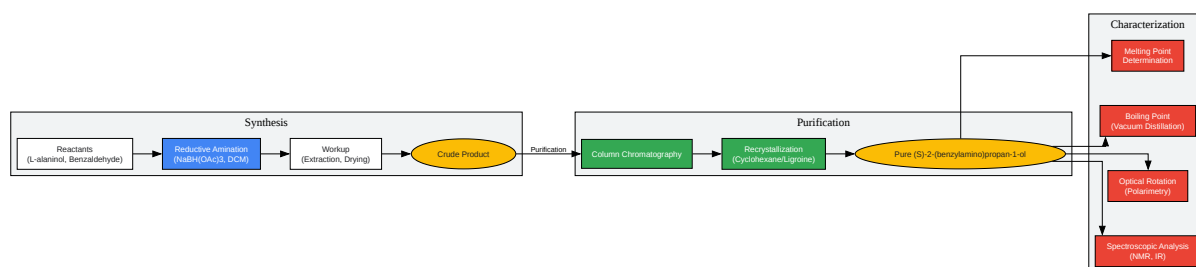 Characterization
Melting Point
Determination
Synthesis
Purification
Boiling Point
(Vacuum Distillation)
Reactants
(L-alaninol, Benzaldehyde)
Reductive Amination
(NaBH(OAc)3, DCM)
Workup
(Extraction, Drying)
Crude Product
Purification
Column Chromatography
Recrystallization
(Cyclohexane/Ligroine)
Pure (S)-2-(benzylamino)propan-1-ol
Optical Rotation
(Polarimetry)
Spectroscopic Analysis
(NMR, IR)